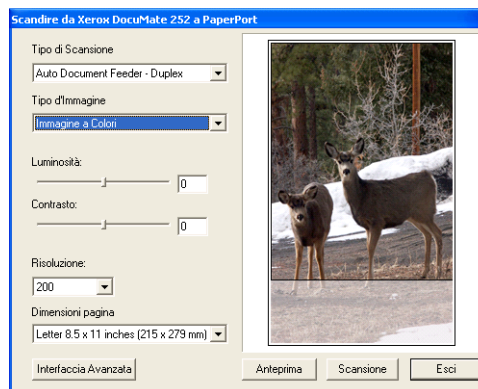 Scandire da Xerox DocuMate 252 a PaperPort
Tipo di Scansione
Auto Document Feeder - Duplex
Tipo d'Immagine
Immagine a Colori
Luminosità:
0
Contrasto:
0
Risoluzione:
200
Dimensioni pagina
Letter 8.5 x 11 inches (215 x 279 mm)
Interfaccia Avanzata
Anteprima
Scansione
Esci